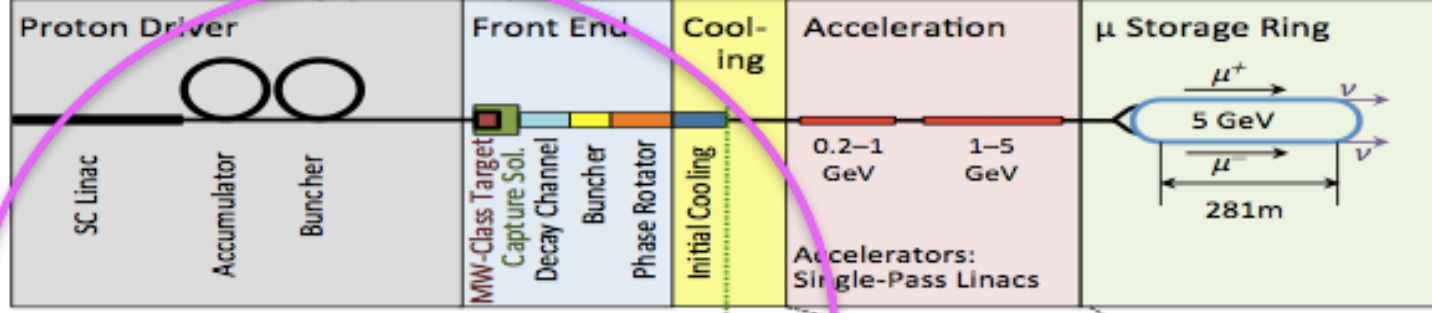 Proton Driver
SC Linac
Accumulator
Buncher
Front End
MW-Class Target
Capture Sol.
Decay Channel
Buncher
Phase Rotator
Cool-
ing
Initial Cooling
Acceleration
0.2–1
GeV
1–5
GeV
Accelerators:
Single-Pass Linacs
μ Storage Ring
μ+
ν
5 GeV
μ−
ν
281m